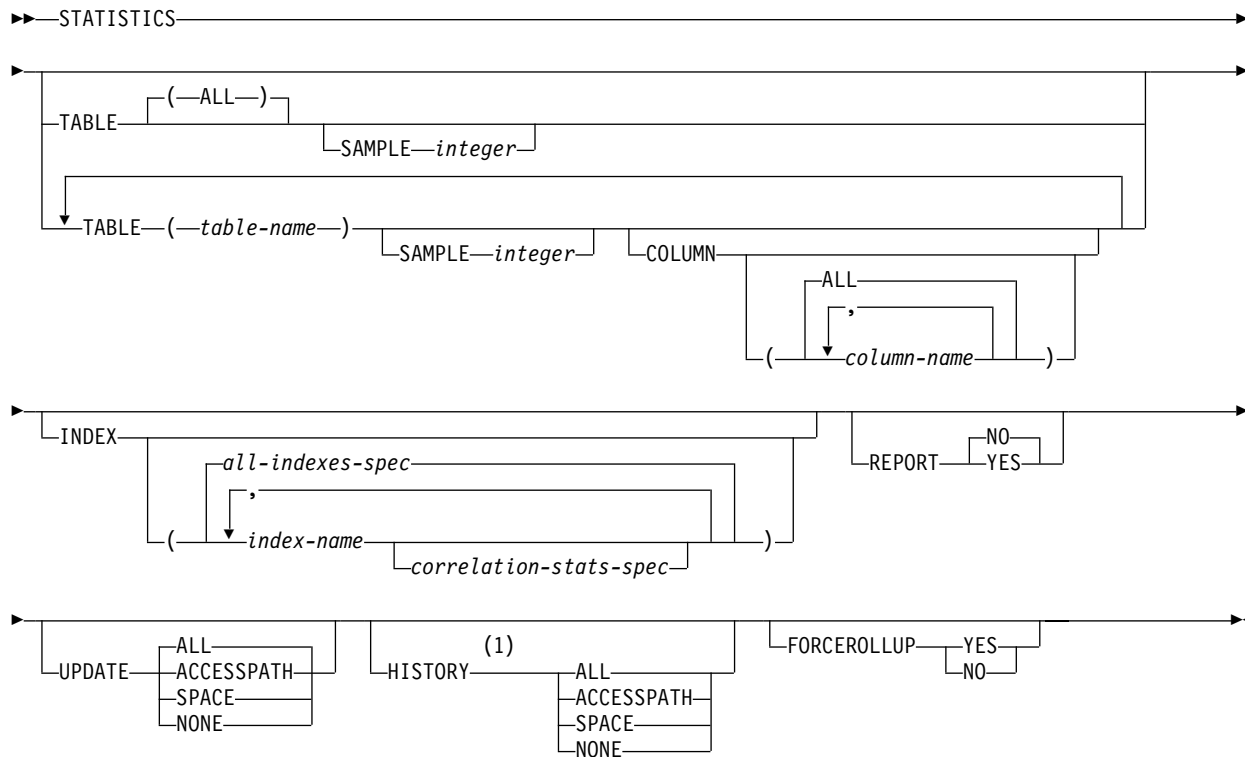 STATISTICS
( ALL )
TABLE
SAMPLE integer
TABLE ( table-name )
SAMPLE integer
COLUMN
ALL
,
( column-name )
INDEX
all-indexes-spec
,
( index-name )
correlation-stats-spec
REPORT
NO
YES
UPDATE
ALL
ACCESSPATH
SPACE
NONE
HISTORY
(1)
ALL
ACCESSPATH
SPACE
NONE
FORCEROLLUP
YES
NO